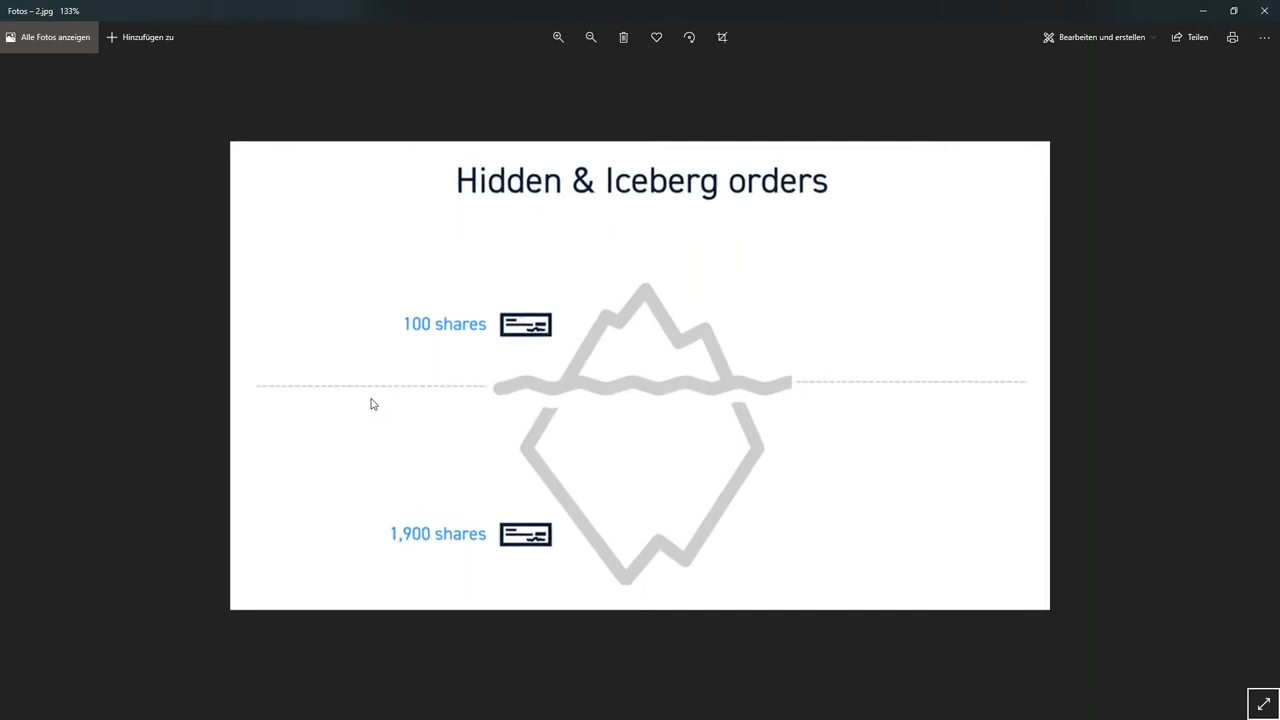 Fotos – 2.jpg 133%
Alle Fotos anzeigen
Hinzufügen zu
Bearbeiten und erstellen
Teilen
Hidden & Iceberg orders
100 shares
1,900 shares